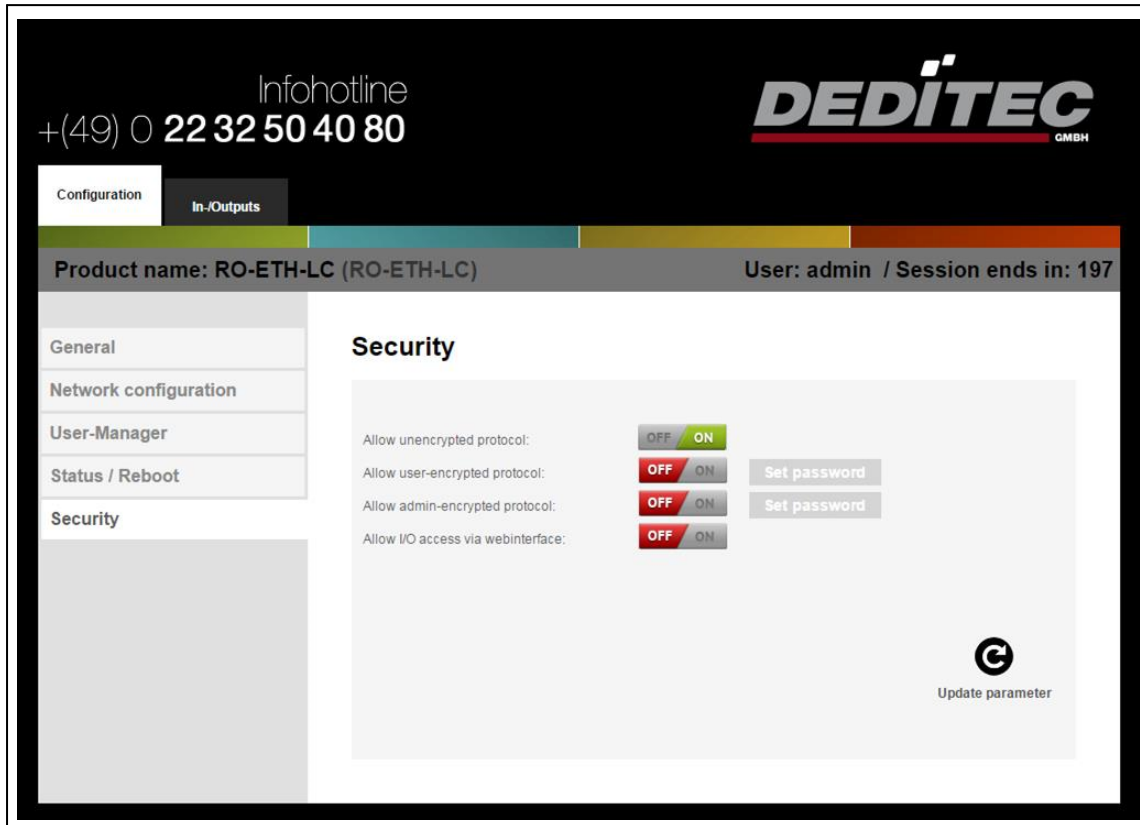 Infohotline
+(49) 0 22 32 50 40 80
DEDITEC
GMBH
Configuration
In-/Outputs
Product name: RO-ETH-LC (RO-ETH-LC) User: admin / Session ends in: 197
General
Network configuration
User-Manager
Status / Reboot
Security
Security
Allow unencrypted protocol: OFF ON
Allow user-encrypted protocol: OFF ON Set password
Allow admin-encrypted protocol: OFF ON Set password
Allow I/O access via webinterface: OFF ON
Update parameter